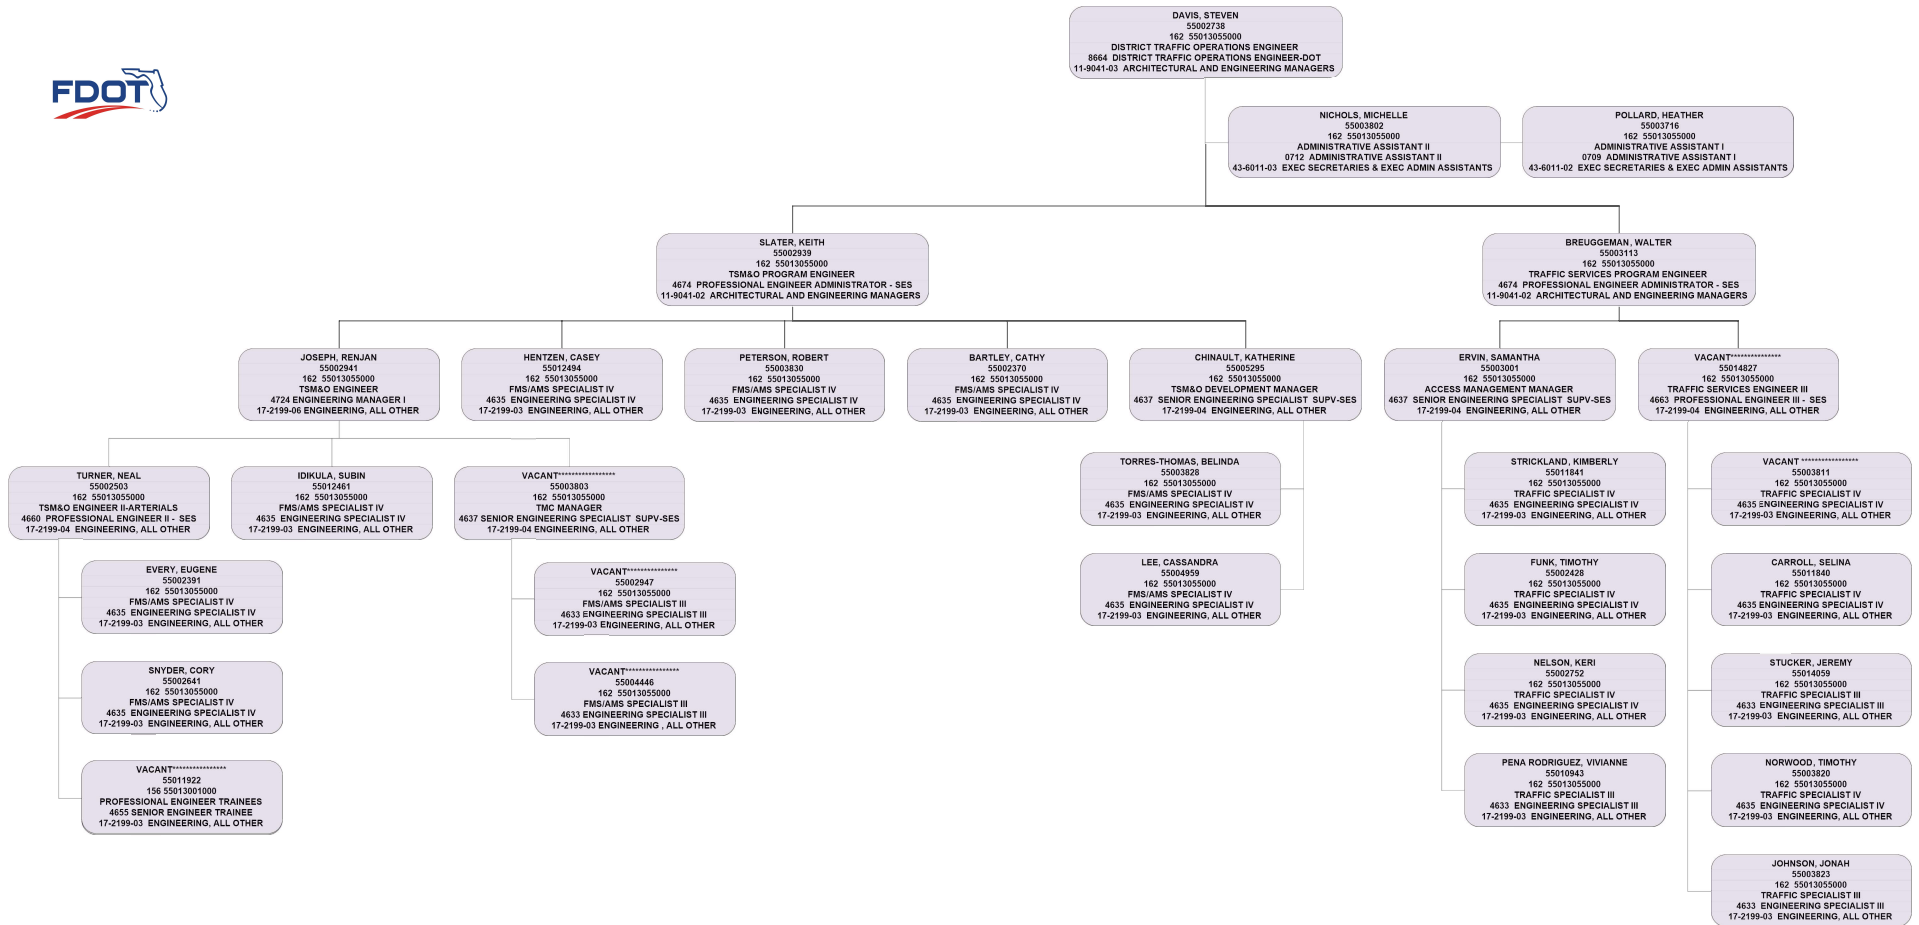 FDOT
DAVIS, STEVEN
55002738
162 55013055000
DISTRICT TRAFFIC OPERATIONS ENGINEER
8664 DISTRICT TRAFFIC OPERATIONS ENGINEER-DOT
11-9041-03 ARCHITECTURAL AND ENGINEERING MANAGERS
NICHOLS, MICHELLE
55003802
162 55013055000
ADMINISTRATIVE ASSISTANT II
0712 ADMINISTRATIVE ASSISTANT II
43-6011-03 EXEC SECRETARIES & EXEC ADMIN ASSISTANTS
POLLARD, HEATHER
55003716
162 55013055000
ADMINISTRATIVE ASSISTANT I
0709 ADMINISTRATIVE ASSISTANT I
43-6011-02 EXEC SECRETARIES & EXEC ADMIN ASSISTANTS
SLATER, KEITH
55002939
162 55013055000
TSM&O PROGRAM ENGINEER
4674 PROFESSIONAL ENGINEER ADMINISTRATOR - SES
11-9041-02 ARCHITECTURAL AND ENGINEERING MANAGERS
BREUGGEMAN, WALTER
55003113
162 55013055000
TRAFFIC SERVICES PROGRAM ENGINEER
4674 PROFESSIONAL ENGINEER ADMINISTRATOR - SES
11-9041-02 ARCHITECTURAL AND ENGINEERING MANAGERS
JOSEPH, RENJAN
55002941
162 55013055000
TSM&O ENGINEER
4724 ENGINEERING MANAGER I
17-2199-06 ENGINEERING, ALL OTHER
HENTZEN, CASEY
55012494
162 55013055000
FMS/AMS SPECIALIST IV
4635 ENGINEERING SPECIALIST IV
17-2199-03 ENGINEERING, ALL OTHER
PETERSON, ROBERT
55003830
162 55013055000
FMS/AMS SPECIALIST IV
4635 ENGINEERING SPECIALIST IV
17-2199-03 ENGINEERING, ALL OTHER
BARTLEY, CATHY
55002370
162 55013055000
FMS/AMS SPECIALIST IV
4635 ENGINEERING SPECIALIST IV
17-2199-03 ENGINEERING, ALL OTHER
CHINAULT, KATHERINE
55005295
162 55013055000
TSM&O DEVELOPMENT MANAGER
4637 SENIOR ENGINEERING SPECIALIST SUPV-SES
17-2199-04 ENGINEERING, ALL OTHER
ERVIN, SAMANTHA
55003001
162 55013055000
ACCESS MANAGEMENT MANAGER
4637 SENIOR ENGINEERING SPECIALIST SUPV-SES
17-2199-04 ENGINEERING, ALL OTHER
VACANT***************
55014827
162 55013055000
TRAFFIC SERVICES ENGINEER III
4663 PROFESSIONAL ENGINEER III - SES
17-2199-04 ENGINEERING, ALL OTHER
TURNER, NEAL
55002503
162 55013055000
TSM&O ENGINEER II-ARTERIALS
4660 PROFESSIONAL ENGINEER II - SES
17-2199-04 ENGINEERING, ALL OTHER
IDIKULA, SUBIN
55012461
162 55013055000
FMS/AMS SPECIALIST IV
4635 ENGINEERING SPECIALIST IV
17-2199-03 ENGINEERING, ALL OTHER
VACANT*****************
55003803
162 55013055000
TMC MANAGER
4637 SENIOR ENGINEERING SPECIALIST SUPV-SES
17-2199-04 ENGINEERING, ALL OTHER
EVERY, EUGENE
55002391
162 55013055000
FMS/AMS SPECIALIST IV
4635 ENGINEERING SPECIALIST IV
17-2199-03 ENGINEERING, ALL OTHER
SNYDER, CORY
55002641
162 55013055000
FMS/AMS SPECIALIST IV
4635 ENGINEERING SPECIALIST IV
17-2199-03 ENGINEERING, ALL OTHER
VACANT***************
55011922
156 55013001000
PROFESSIONAL ENGINEER TRAINEES
4655 SENIOR ENGINEER TRAINEE
17-2199-03 ENGINEERING, ALL OTHER
VACANT**************
55002947
162 55013055000
FMS/AMS SPECIALIST III
4633 ENGINEERING SPECIALIST III
17-2199-03 ENGINEERING, ALL OTHER
VACANT***************
55004446
162 55013055000
FMS/AMS SPECIALIST III
4633 ENGINEERING SPECIALIST III
17-2199-03 ENGINEERING , ALL OTHER
TORRES-THOMAS, BELINDA
55003828
162 55013055000
FMS/AMS SPECIALIST IV
4635 ENGINEERING SPECIALIST IV
17-2199-03 ENGINEERING, ALL OTHER
LEE, CASSANDRA
55004959
162 55013055000
FMS/AMS SPECIALIST IV
4635 ENGINEERING SPECIALIST IV
17-2199-03 ENGINEERING, ALL OTHER
STRICKLAND, KIMBERLY
55011841
162 55013055000
TRAFFIC SPECIALIST IV
4635 ENGINEERING SPECIALIST IV
17-2199-03 ENGINEERING, ALL OTHER
FUNK, TIMOTHY
55002428
162 55013055000
TRAFFIC SPECIALIST IV
4635 ENGINEERING SPECIALIST IV
17-2199-03 ENGINEERING, ALL OTHER
NELSON, KERI
55002752
162 55013055000
TRAFFIC SPECIALIST IV
4635 ENGINEERING SPECIALIST IV
17-2199-03 ENGINEERING, ALL OTHER
PENA RODRIGUEZ, VIVIANNE
55010943
162 55013055000
TRAFFIC SPECIALIST III
4633 ENGINEERING SPECIALIST III
17-2199-03 ENGINEERING, ALL OTHER
VACANT ****************
55003811
162 55013055000
TRAFFIC SPECIALIST IV
4635 ENGINEERING SPECIALIST IV
17-2199-03 ENGINEERING, ALL OTHER
CARROLL, SELINA
55011840
162 55013055000
TRAFFIC SPECIALIST IV
4635 ENGINEERING SPECIALIST IV
17-2199-03 ENGINEERING, ALL OTHER
STUCKER, JEREMY
55014059
162 55013055000
TRAFFIC SPECIALIST III
4633 ENGINEERING SPECIALIST III
17-2199-03 ENGINEERING, ALL OTHER
NORWOOD, TIMOTHY
55003820
162 55013055000
TRAFFIC SPECIALIST IV
4635 ENGINEERING SPECIALIST IV
17-2199-03 ENGINEERING, ALL OTHER
JOHNSON, JONAH
55003823
162 55013055000
TRAFFIC SPECIALIST III
4633 ENGINEERING SPECIALIST III
17-2199-03 ENGINEERING, ALL OTHER